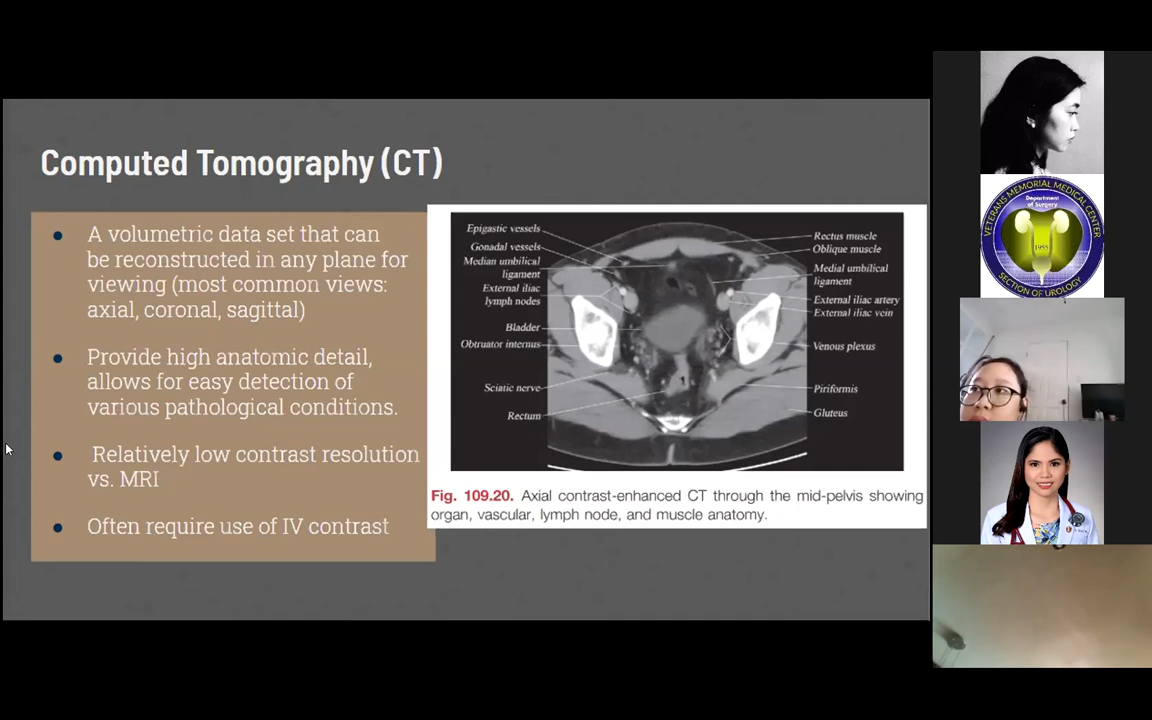 Computed Tomography (CT)
● A volumetric data set that can
be reconstructed in any plane for
viewing (most common views:
axial, coronal, sagittal)
● Provide high anatomic detail,
allows for easy detection of
various pathological conditions.
● Relatively low contrast resolution
vs. MRI
● Often require use of IV contrast
Epigastic vessels
Gonadal vessels
Median umbilical
ligament
External iliac
lymph nodes
Bladder
Obturator internus
Sciatic nerve
Rectum
Rectus muscle
Oblique muscle
Medial umbilical
ligament
External iliac artery
External iliac vein
Venous plexus
Piriformis
Gluteus
Fig. 109.20. Axial contrast-enhanced CT through the mid-pelvis showing
organ, vascular, lymph node, and muscle anatomy.
VETERANS MEMORIAL MEDICAL CENTER
Department
of Surgery
1955
SECTION OF UROLOGY